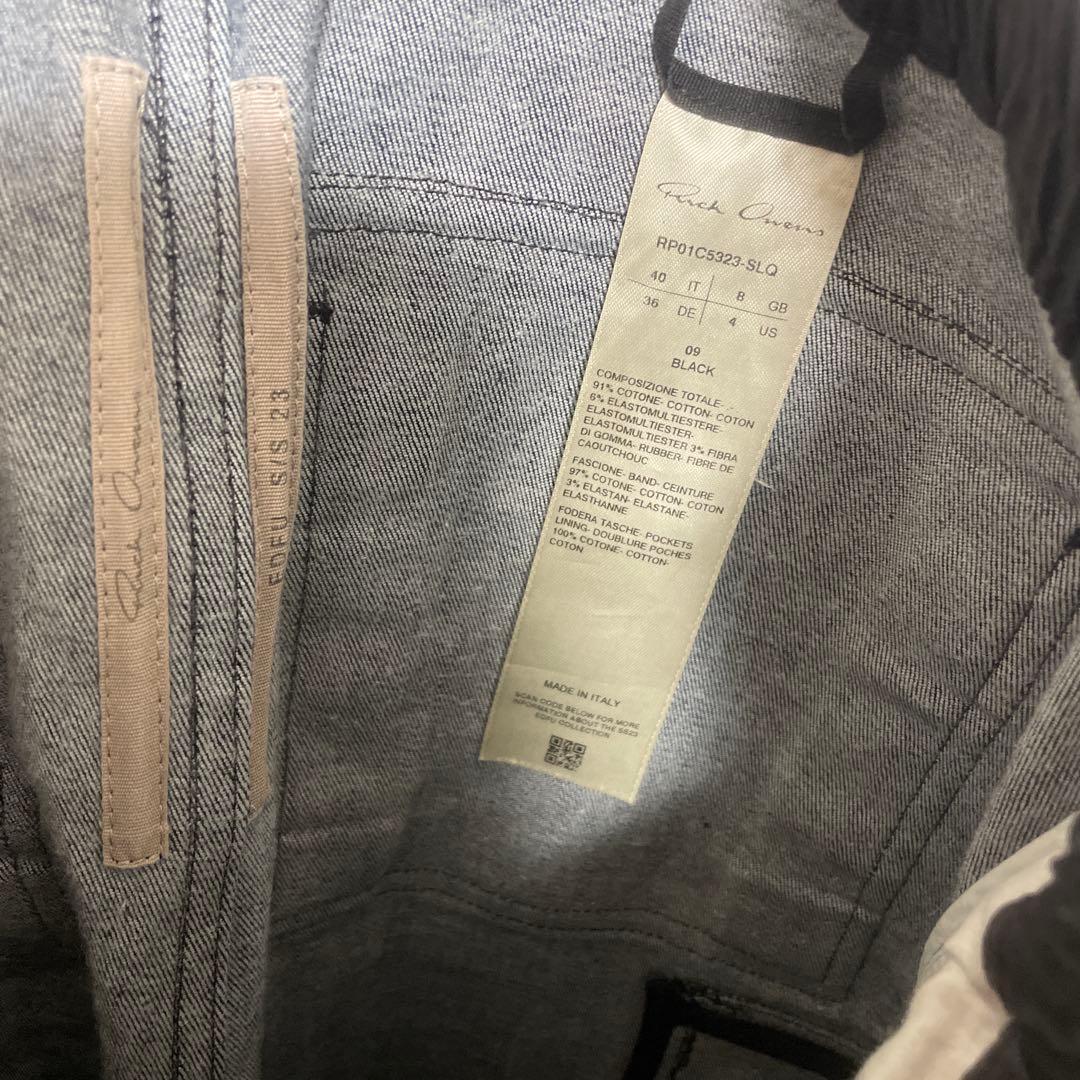 Rick Owens
EDFU S/S 23
Rick Owens
RP01C5323-SLQ
40 IT 8 GB
36 DE 4 US
09
BLACK
COMPOSIZIONE TOTALE- -
91% COTONE- COTTON- COTON
6% ELASTOMULTIESTERE-
ELASTOMULTIESTER-
ELASTOMULTIESTER 3% FIBRA
DI GOMMA- RUBBER- FIBRE DE
CAOUTCHOUC
FASCIONE- BAND- CEINTURE
97% COTONE- COTTON- COTON
3% ELASTAN- ELASTANE-
ELASTHANNE
FODERA TASCHE- POCKETS
LINING- DOUBLURE POCHES
100% COTONE- COTTON-
COTON
MADE IN ITALY
SCAN CODE BELOW FOR MORE
INFORMATION ABOUT THE SS23
EDFU COLLECTION